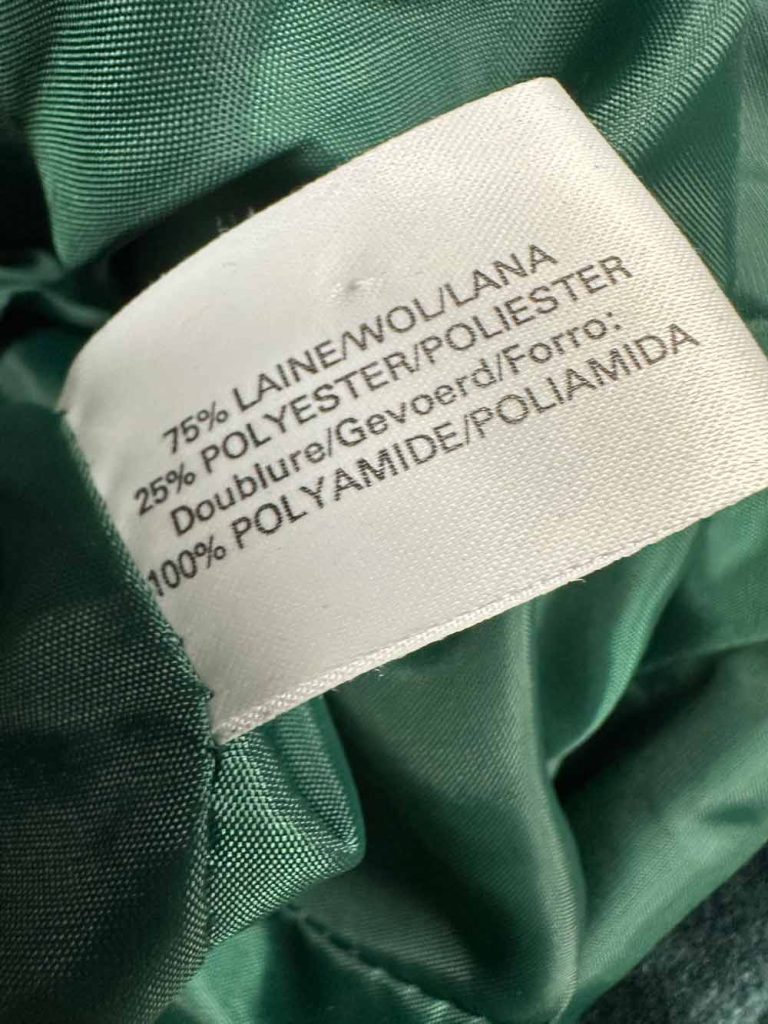 75% LAINE/WOL/LANA
25% POLYESTER/POLIESTER
Doublure/Gevoerd/Forro:
100% POLYAMIDE/POLIAMIDA